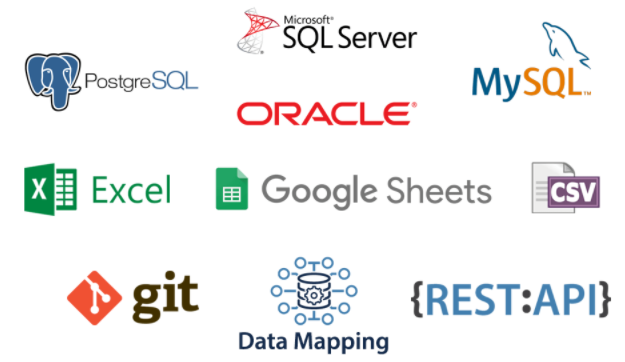 Microsoft®
SQL Server
PostgreSQL
MySQL™
ORACLE®
X Excel
Google Sheets
CSV
git
{REST:API}
Data Mapping